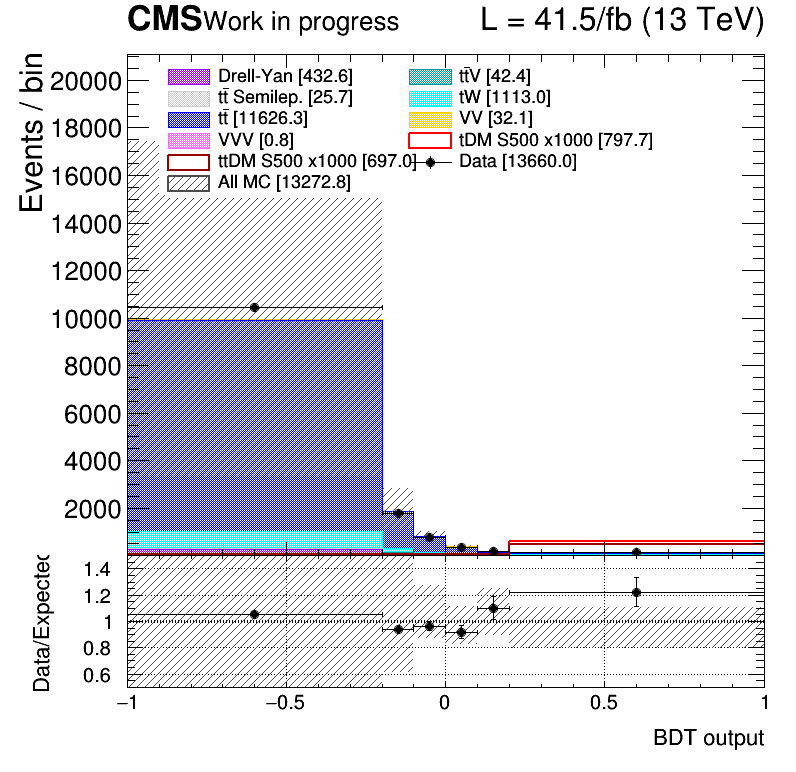 CMS Work in progress L = 41.5/fb (13 TeV)
Events / bin
20000
18000
16000
14000
12000
10000
8000
6000
4000
2000
Drell-Yan [432.6] tt̄V [42.4]
tt̄ Semilep. [25.7] tW [1113.0]
tt̄ [11626.3] VV [32.1]
VVV [0.8] tDM S500 x1000 [797.7]
ttDM S500 x1000 [697.0] Data [13660.0]
All MC [13272.8]
Data/Expected
1.4
1.2
1
0.8
0.6
−1 −0.5 0 0.5 1
BDT output